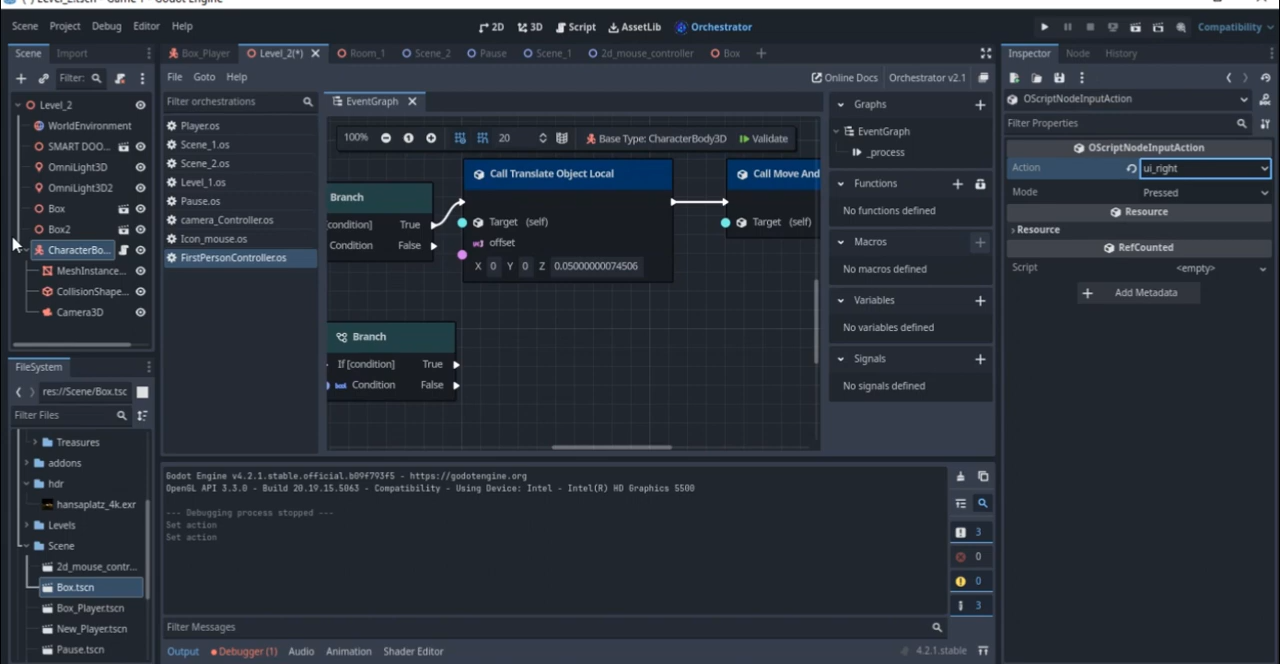 Scene Project Debug Editor Help
2D 3D Script AssetLib Orchestrator
Compatibility
Scene Import
Box_Player Level_2(*) Room_1 Scene_2 Pause Scene_1 2d_mouse_controller Box
Inspector Node History
Filter:
File Goto Help
Online Docs Orchestrator v2.1
Level_2
WorldEnvironment
SMART DOO...
OmniLight3D
OmniLight3D2
Box
Box2
CharacterBo...
MeshInstance...
CollisionShape...
Camera3D
Filter orchestrations
Player.os
Scene_1.os
Scene_2.os
Level_1.os
Pause.os
camera_Controller.os
Icon_mouse.os
FirstPersonController.os
EventGraph
100% 20 Base Type: CharacterBody3D Validate
Branch
[condition] True
Condition False
Call Translate Object Local
Target (self)
offset
X 0 Y 0 Z 0.05000000074506
Call Move And
Target (self)
Branch
If [condition] True
Condition False
Graphs
EventGraph
_process
Functions
No functions defined
Macros
No macros defined
Variables
No variables defined
Signals
No signals defined
OScriptNodeInputAction
Filter Properties
OScriptNodeInputAction
Action ui_right
Mode Pressed
Resource
Resource
RefCounted
Script <empty>
Add Metadata
FileSystem
res://Scene/Box.tsc
Filter Files
Treasures
addons
hdr
hansaplatz_4k.exr
Levels
Scene
2d_mouse_contr...
Box.tscn
Box_Player.tscn
New_Player.tscn
Pause.tscn
Godot Engine v4.2.1.stable.official.b09f793f5 - https://godotengine.org
OpenGL API 3.3.0 - Build 20.19.15.5063 - Compatibility - Using Device: Intel - Intel(R) HD Graphics 5500
--- Debugging process stopped ---
Set action
Set action
3
0
0
3
Filter Messages
Output Debugger (1) Audio Animation Shader Editor
4.2.1.stable